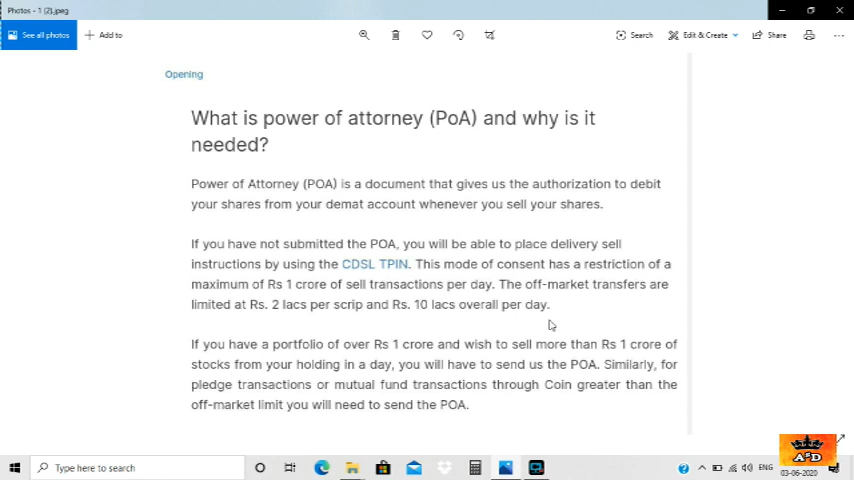 Photos - 1 (2).jpeg
See all photos
Add to
Search
Edit & Create
Share
Opening
What is power of attorney (PoA) and why is it
needed?
Power of Attorney (POA) is a document that gives us the authorization to debit
your shares from your demat account whenever you sell your shares.
If you have not submitted the POA, you will be able to place delivery sell
instructions by using the CDSL TPIN. This mode of consent has a restriction of a
maximum of Rs 1 crore of sell transactions per day. The off-market transfers are
limited at Rs. 2 lacs per scrip and Rs. 10 lacs overall per day.
If you have a portfolio of over Rs 1 crore and wish to sell more than Rs 1 crore of
stocks from your holding in a day, you will have to send us the POA. Similarly, for
pledge transactions or mutual fund transactions through Coin greater than the
off-market limit you will need to send the POA.
Type here to search
ENG
03-06-2020
ASD